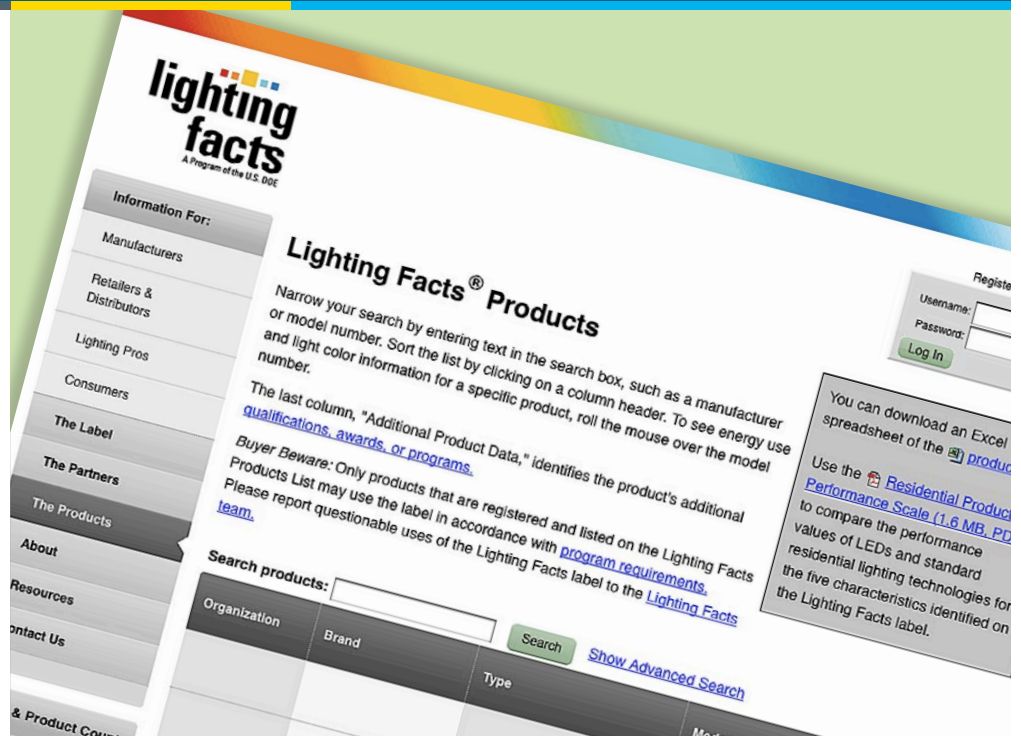 lighting
facts
A Program of the U.S. DOE
Information For:
Manufacturers
Retailers &
Distributors
Lighting Pros
Consumers
The Label
The Partners
The Products
About
Resources
Contact Us
& Product
Lighting Facts® Products
Narrow your search by entering text in the search box, such as a manufacturer
or model number. Sort the list by clicking on a column header. To see energy use
and light color information for a specific product, roll the mouse over the model
number.
The last column, "Additional Product Data," identifies the product's additional
qualifications, awards, or programs.
Buyer Beware: Only products that are registered and listed on the Lighting Facts
Products List may use the label in accordance with program requirements.
Please report questionable uses of the Lighting Facts label to the Lighting Facts
team.
Search products:
Search
Show Advanced Search
Organization
Brand
Type
Registe
Username:
Password:
Log In
You can download an Excel
spreadsheet of the produc
Use the Residential Product
Performance Scale (1.6 MB, PD
to compare the performance
values of LEDs and standard
residential lighting technologies for
the five characteristics identified on
the Lighting Facts label.